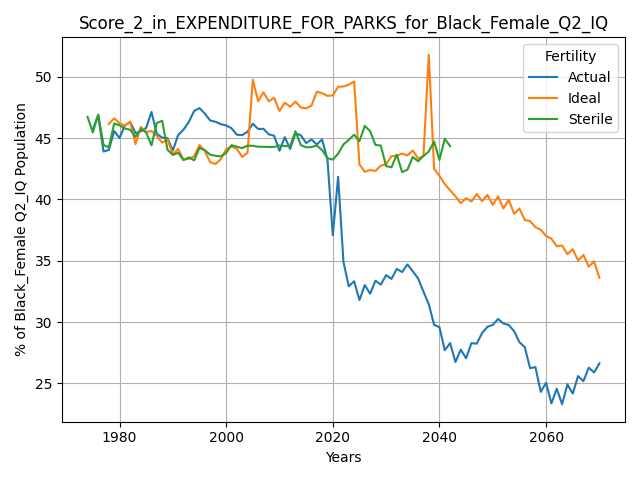 Score_2_in_EXPENDITURE_FOR_PARKS_for_Black_Female_Q2_IQ
Fertility
Actual
Ideal
Sterile
% of Black_Female Q2_IQ Population
50
45
40
35
30
25
1980
2000
2020
2040
2060
Years